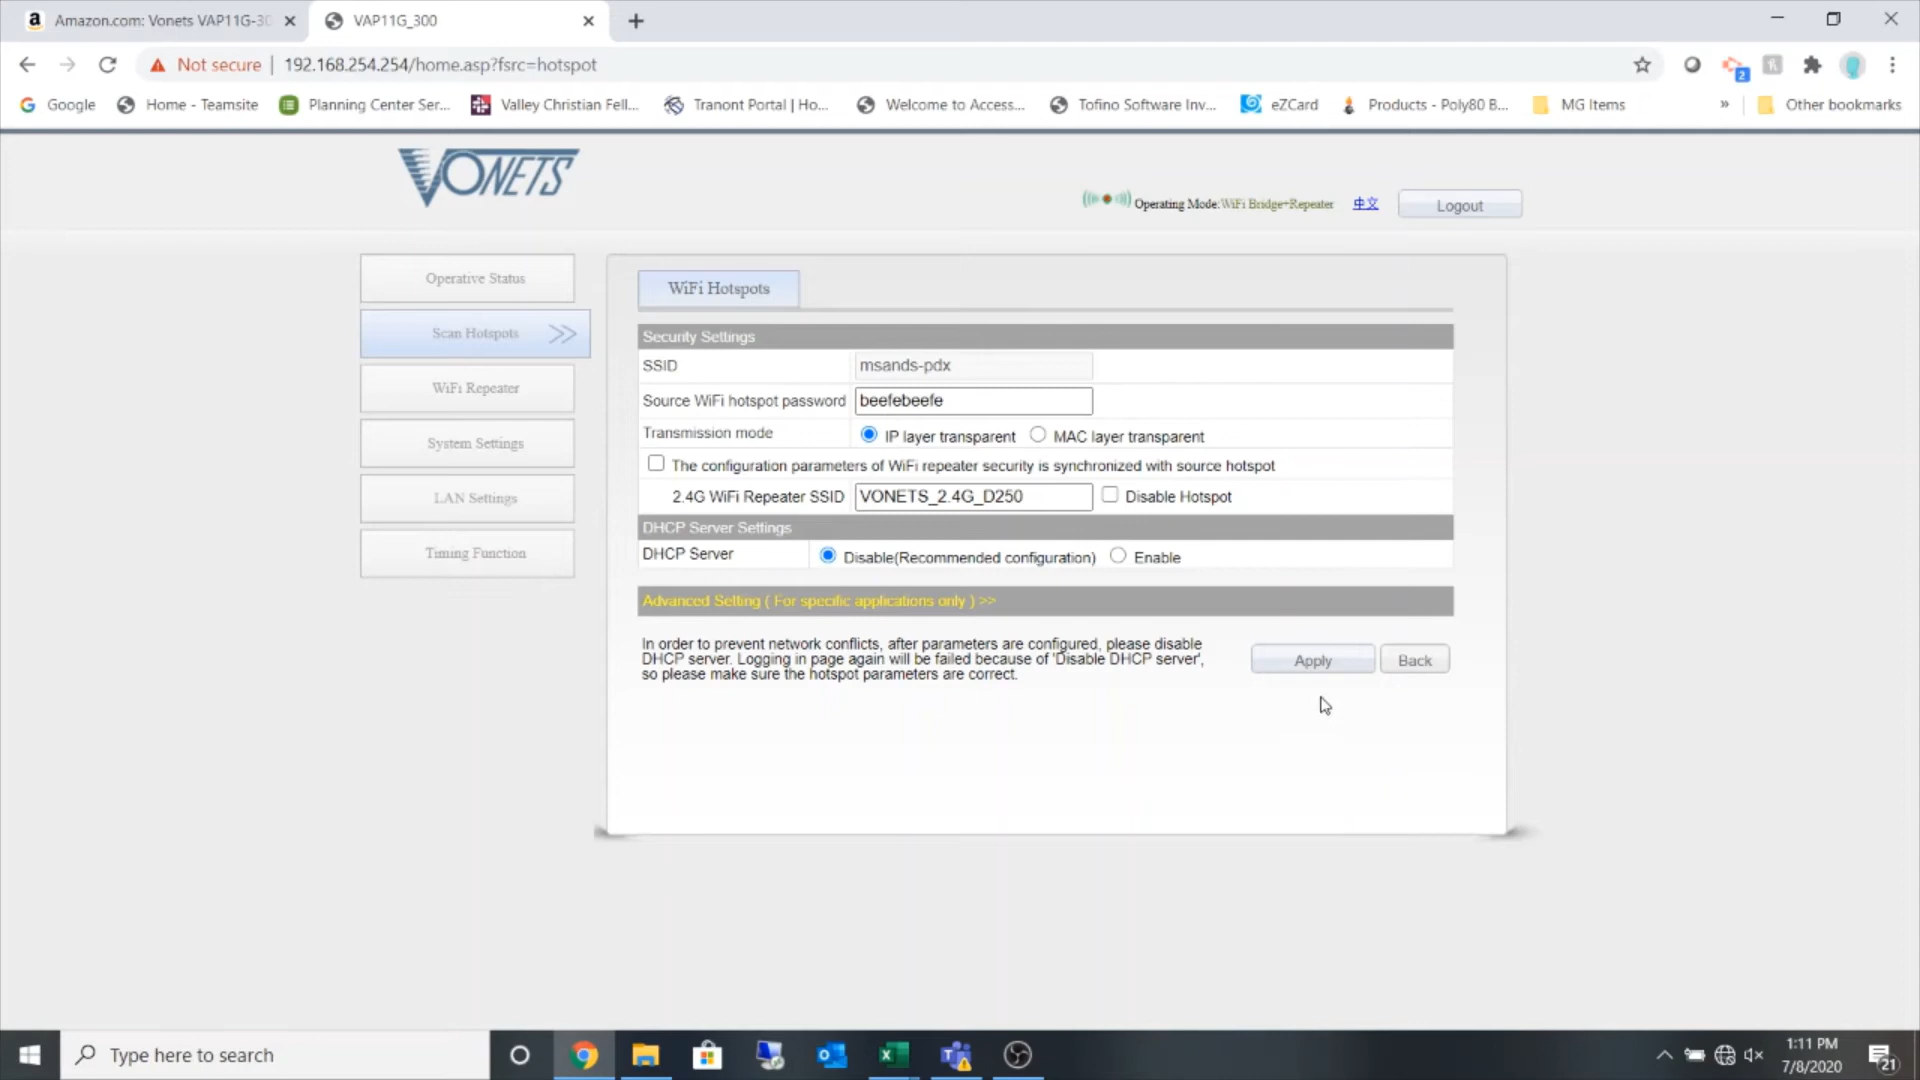 Amazon.com: Vonets VAP11G-30
VAP11G_300
Not secure | 192.168.254.254/home.asp?fsrc=hotspot
2
Google
Home - Teamsite
Planning Center Ser...
Valley Christian Fell...
Tranont Portal | Ho...
Welcome to Access...
Tofino Software Inv...
eZCard
Products - Poly80 B...
MG Items
»
Other bookmarks
VONETS
Operating Mode:WiFi Bridge+Repeater
中文
Logout
Operative Status
Scan Hotspots
WiFi Repeater
System Settings
LAN Settings
Timing Function
WiFi Hotspots
Security Settings
SSID msands-pdx
Source WiFi hotspot password beefebeefe
Transmission mode IP layer transparent MAC layer transparent
The configuration parameters of WiFi repeater security is synchronized with source hotspot
2.4G WiFi Repeater SSID VONETS_2.4G_D250 Disable Hotspot
DHCP Server Settings
DHCP Server Disable(Recommended configuration) Enable
Advanced Setting ( For specific applications only ) >>
In order to prevent network conflicts, after parameters are configured, please disable
DHCP server. Logging in page again will be failed because of 'Disable DHCP server',
so please make sure the hotspot parameters are correct.
Apply
Back
Type here to search
1:11 PM
7/8/2020
21